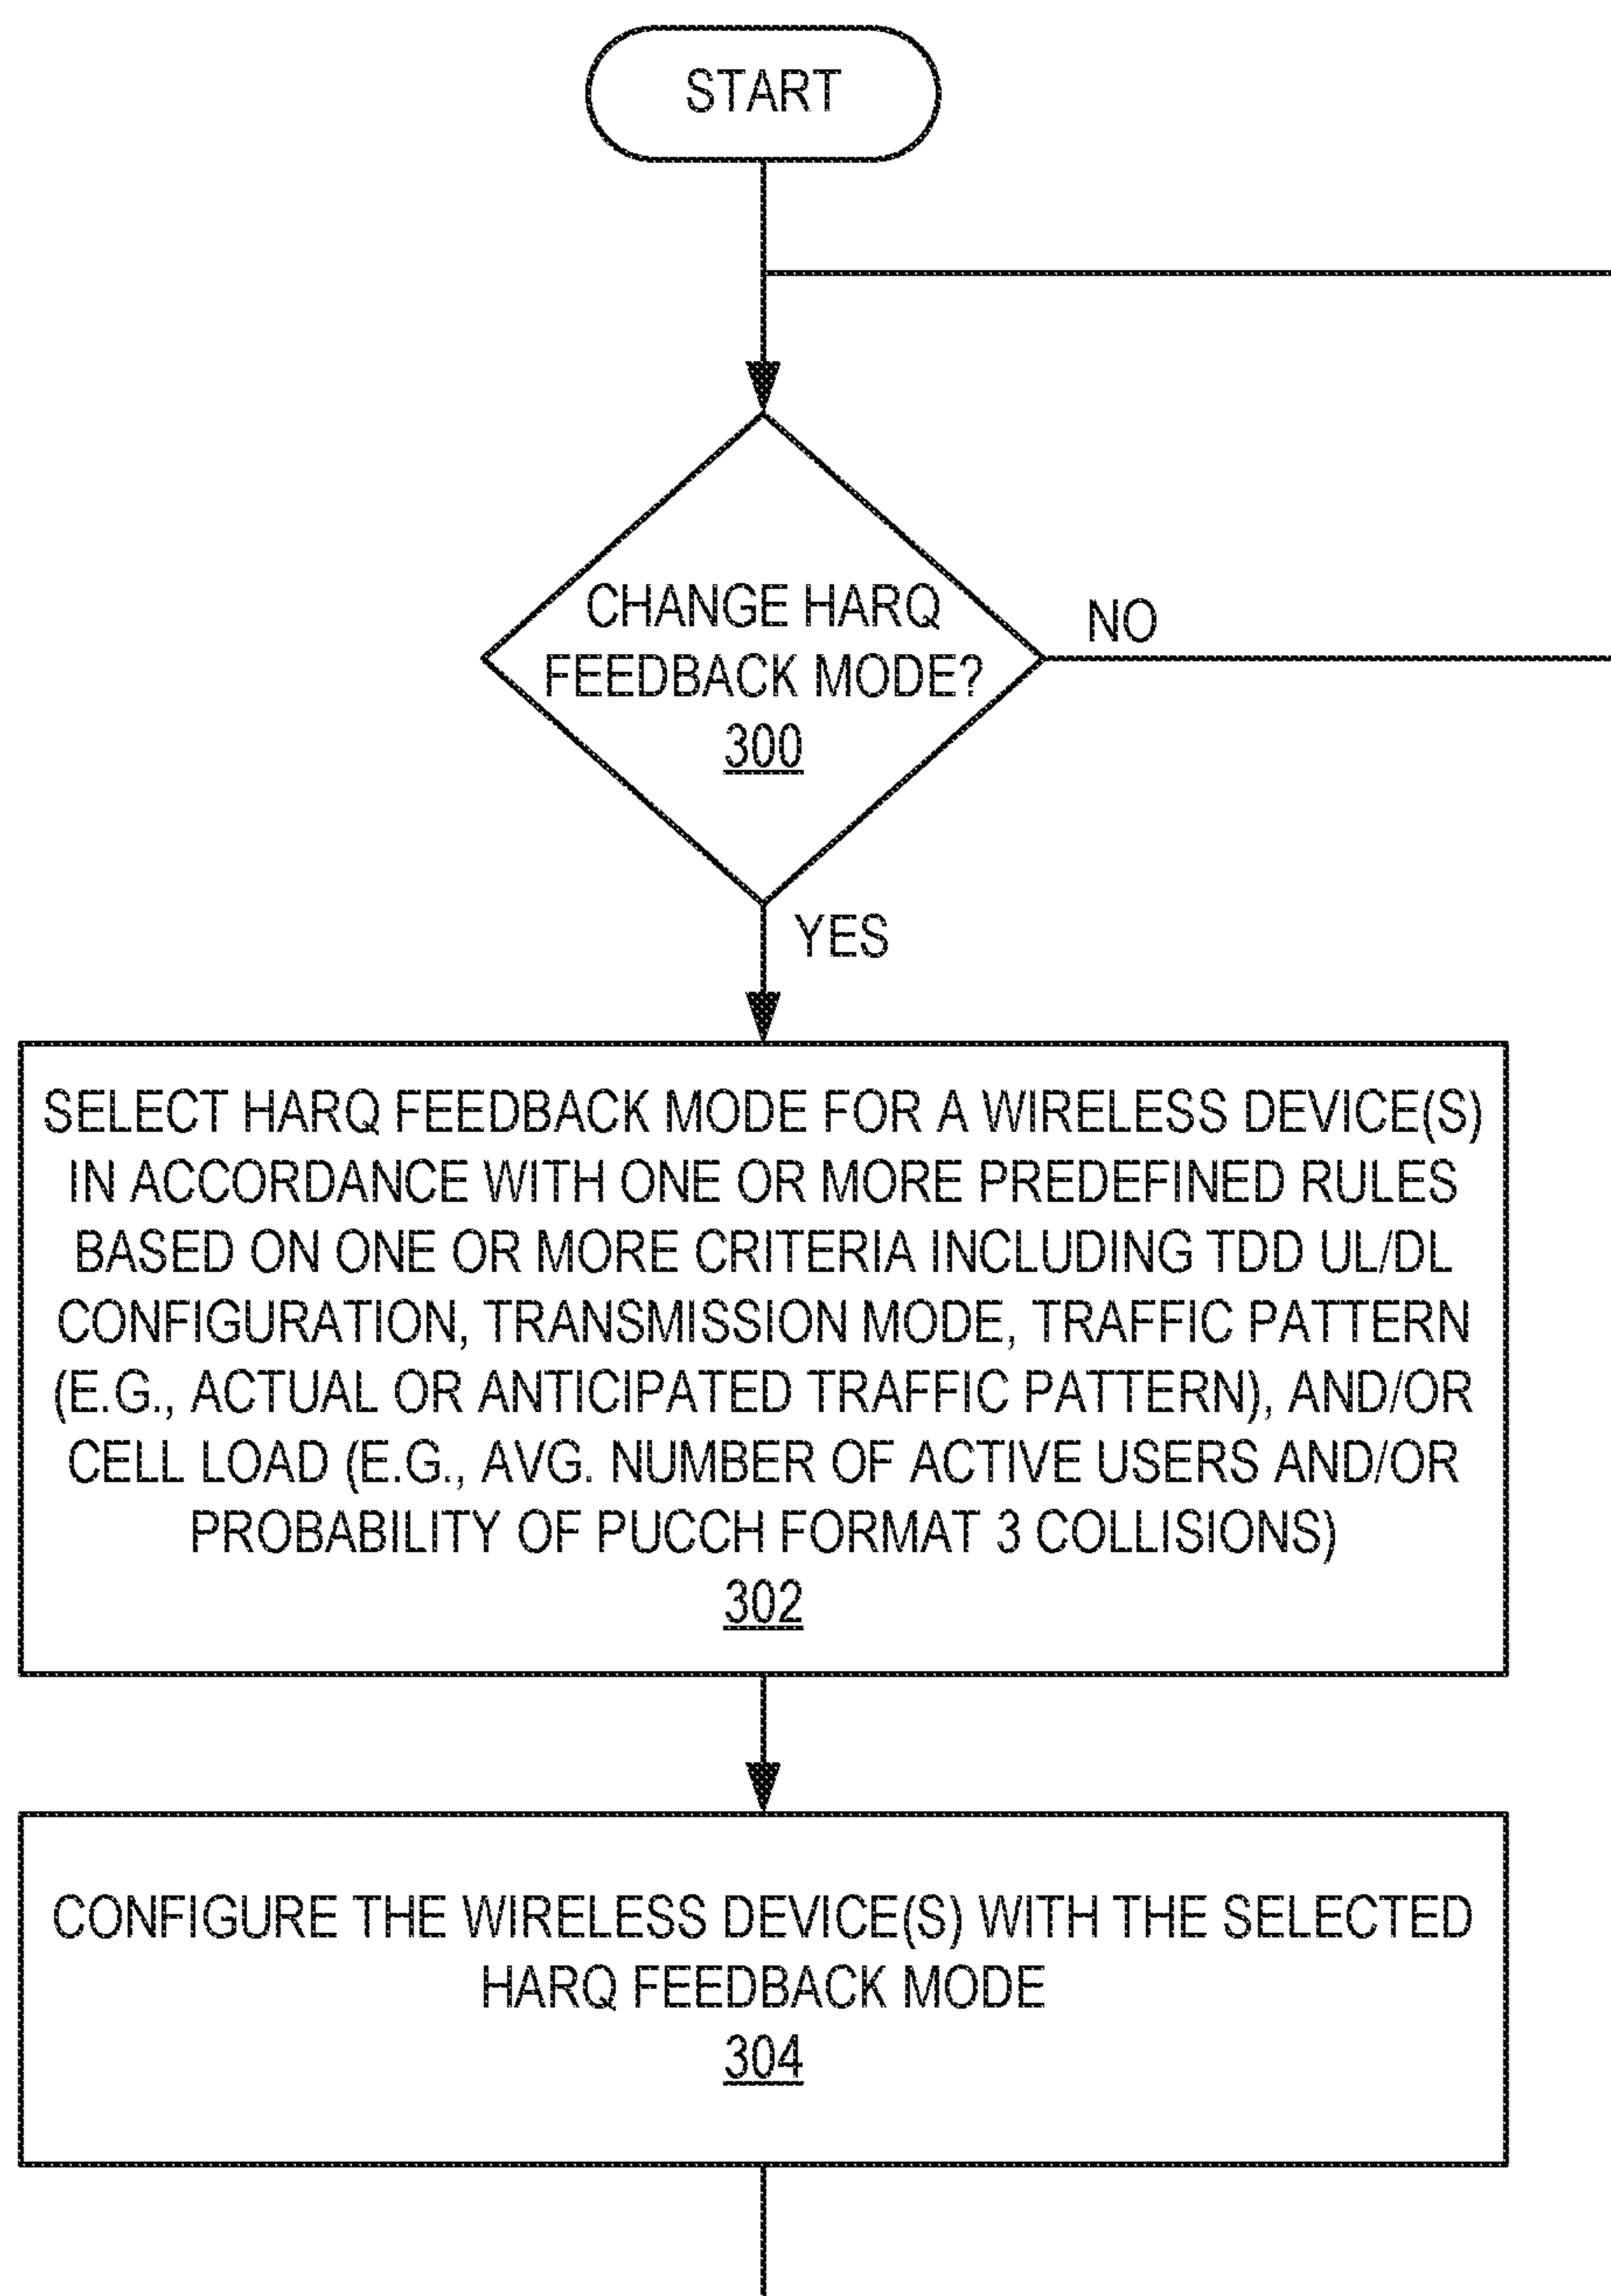 START
CHANGE HARQ
FEEDBACK MODE?
300
NO
YES
SELECT HARQ FEEDBACK MODE FOR A WIRELESS DEVICE(S)
IN ACCORDANCE WITH ONE OR MORE PREDEFINED RULES
BASED ON ONE OR MORE CRITERIA INCLUDING TDD UL/DL
CONFIGURATION, TRANSMISSION MODE, TRAFFIC PATTERN
(E.G., ACTUAL OR ANTICIPATED TRAFFIC PATTERN), AND/OR
CELL LOAD (E.G., AVG. NUMBER OF ACTIVE USERS AND/OR
PROBABILITY OF PUCCH FORMAT 3 COLLISIONS)
302
CONFIGURE THE WIRELESS DEVICE(S) WITH THE SELECTED
HARQ FEEDBACK MODE
304